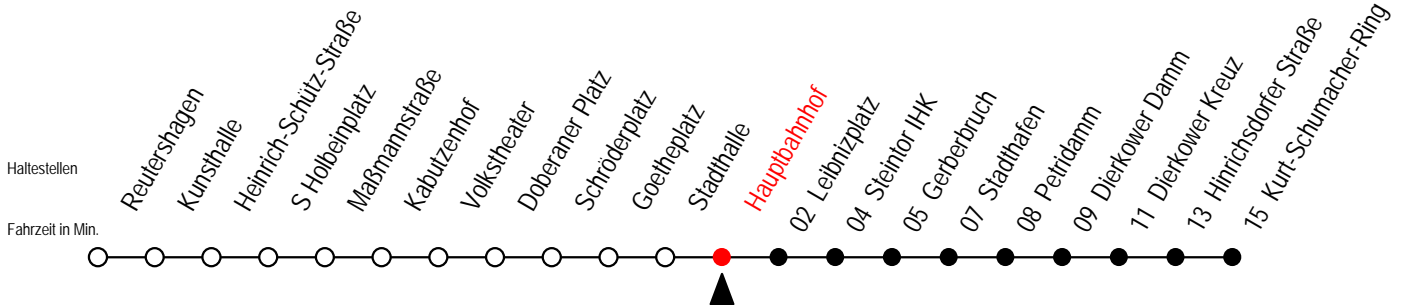 Haltestellen
Fahrzeit in Min.
Reutershagen
Kunsthalle
Heinrich-Schütz-Straße
S Holbeinplatz
Maßmannstraße
Kabutzenhof
Volkstheater
Doberaner Platz
Schröderplatz
Goetheplatz
Stadthalle
Hauptbahnhof
02 Leibnizplatz
04 Steintor IHK
05 Gerberbruch
07 Stadthafen
08 Petridamm
09 Dierkower Damm
11 Dierkower Kreuz
13 Hinrichsdorfer Straße
15 Kurt-Schumacher-Ring